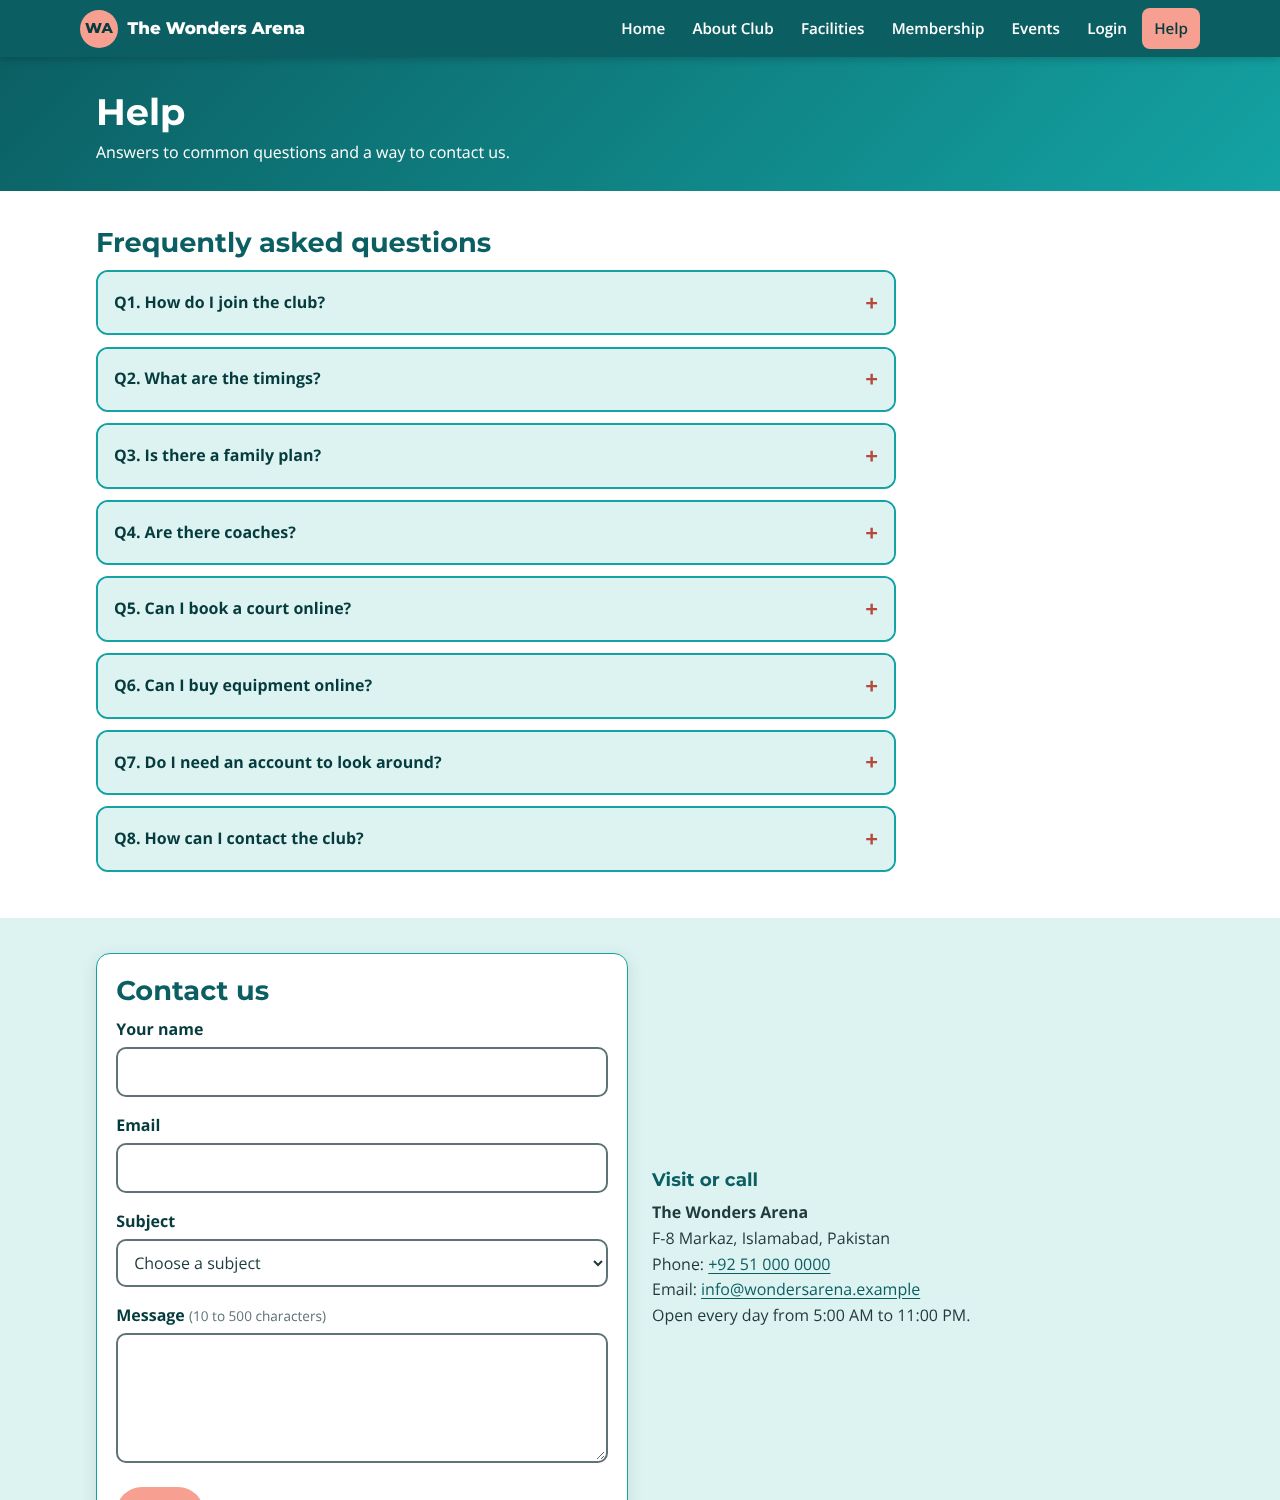 WA The Wonders Arena
Home About Club Facilities Membership Events Login Help
Help
Answers to common questions and a way to contact us.
Frequently asked questions
Q1. How do I join the club? +
Q2. What are the timings? +
Q3. Is there a family plan? +
Q4. Are there coaches? +
Q5. Can I book a court online? +
Q6. Can I buy equipment online? +
Q7. Do I need an account to look around? +
Q8. How can I contact the club? +
Contact us
Your name
Email
Subject
Choose a subject
Message (10 to 500 characters)
Visit or call
The Wonders Arena
F-8 Markaz, Islamabad, Pakistan
Phone: +92 51 000 0000
Email: info@wondersarena.example
Open every day from 5:00 AM to 11:00 PM.